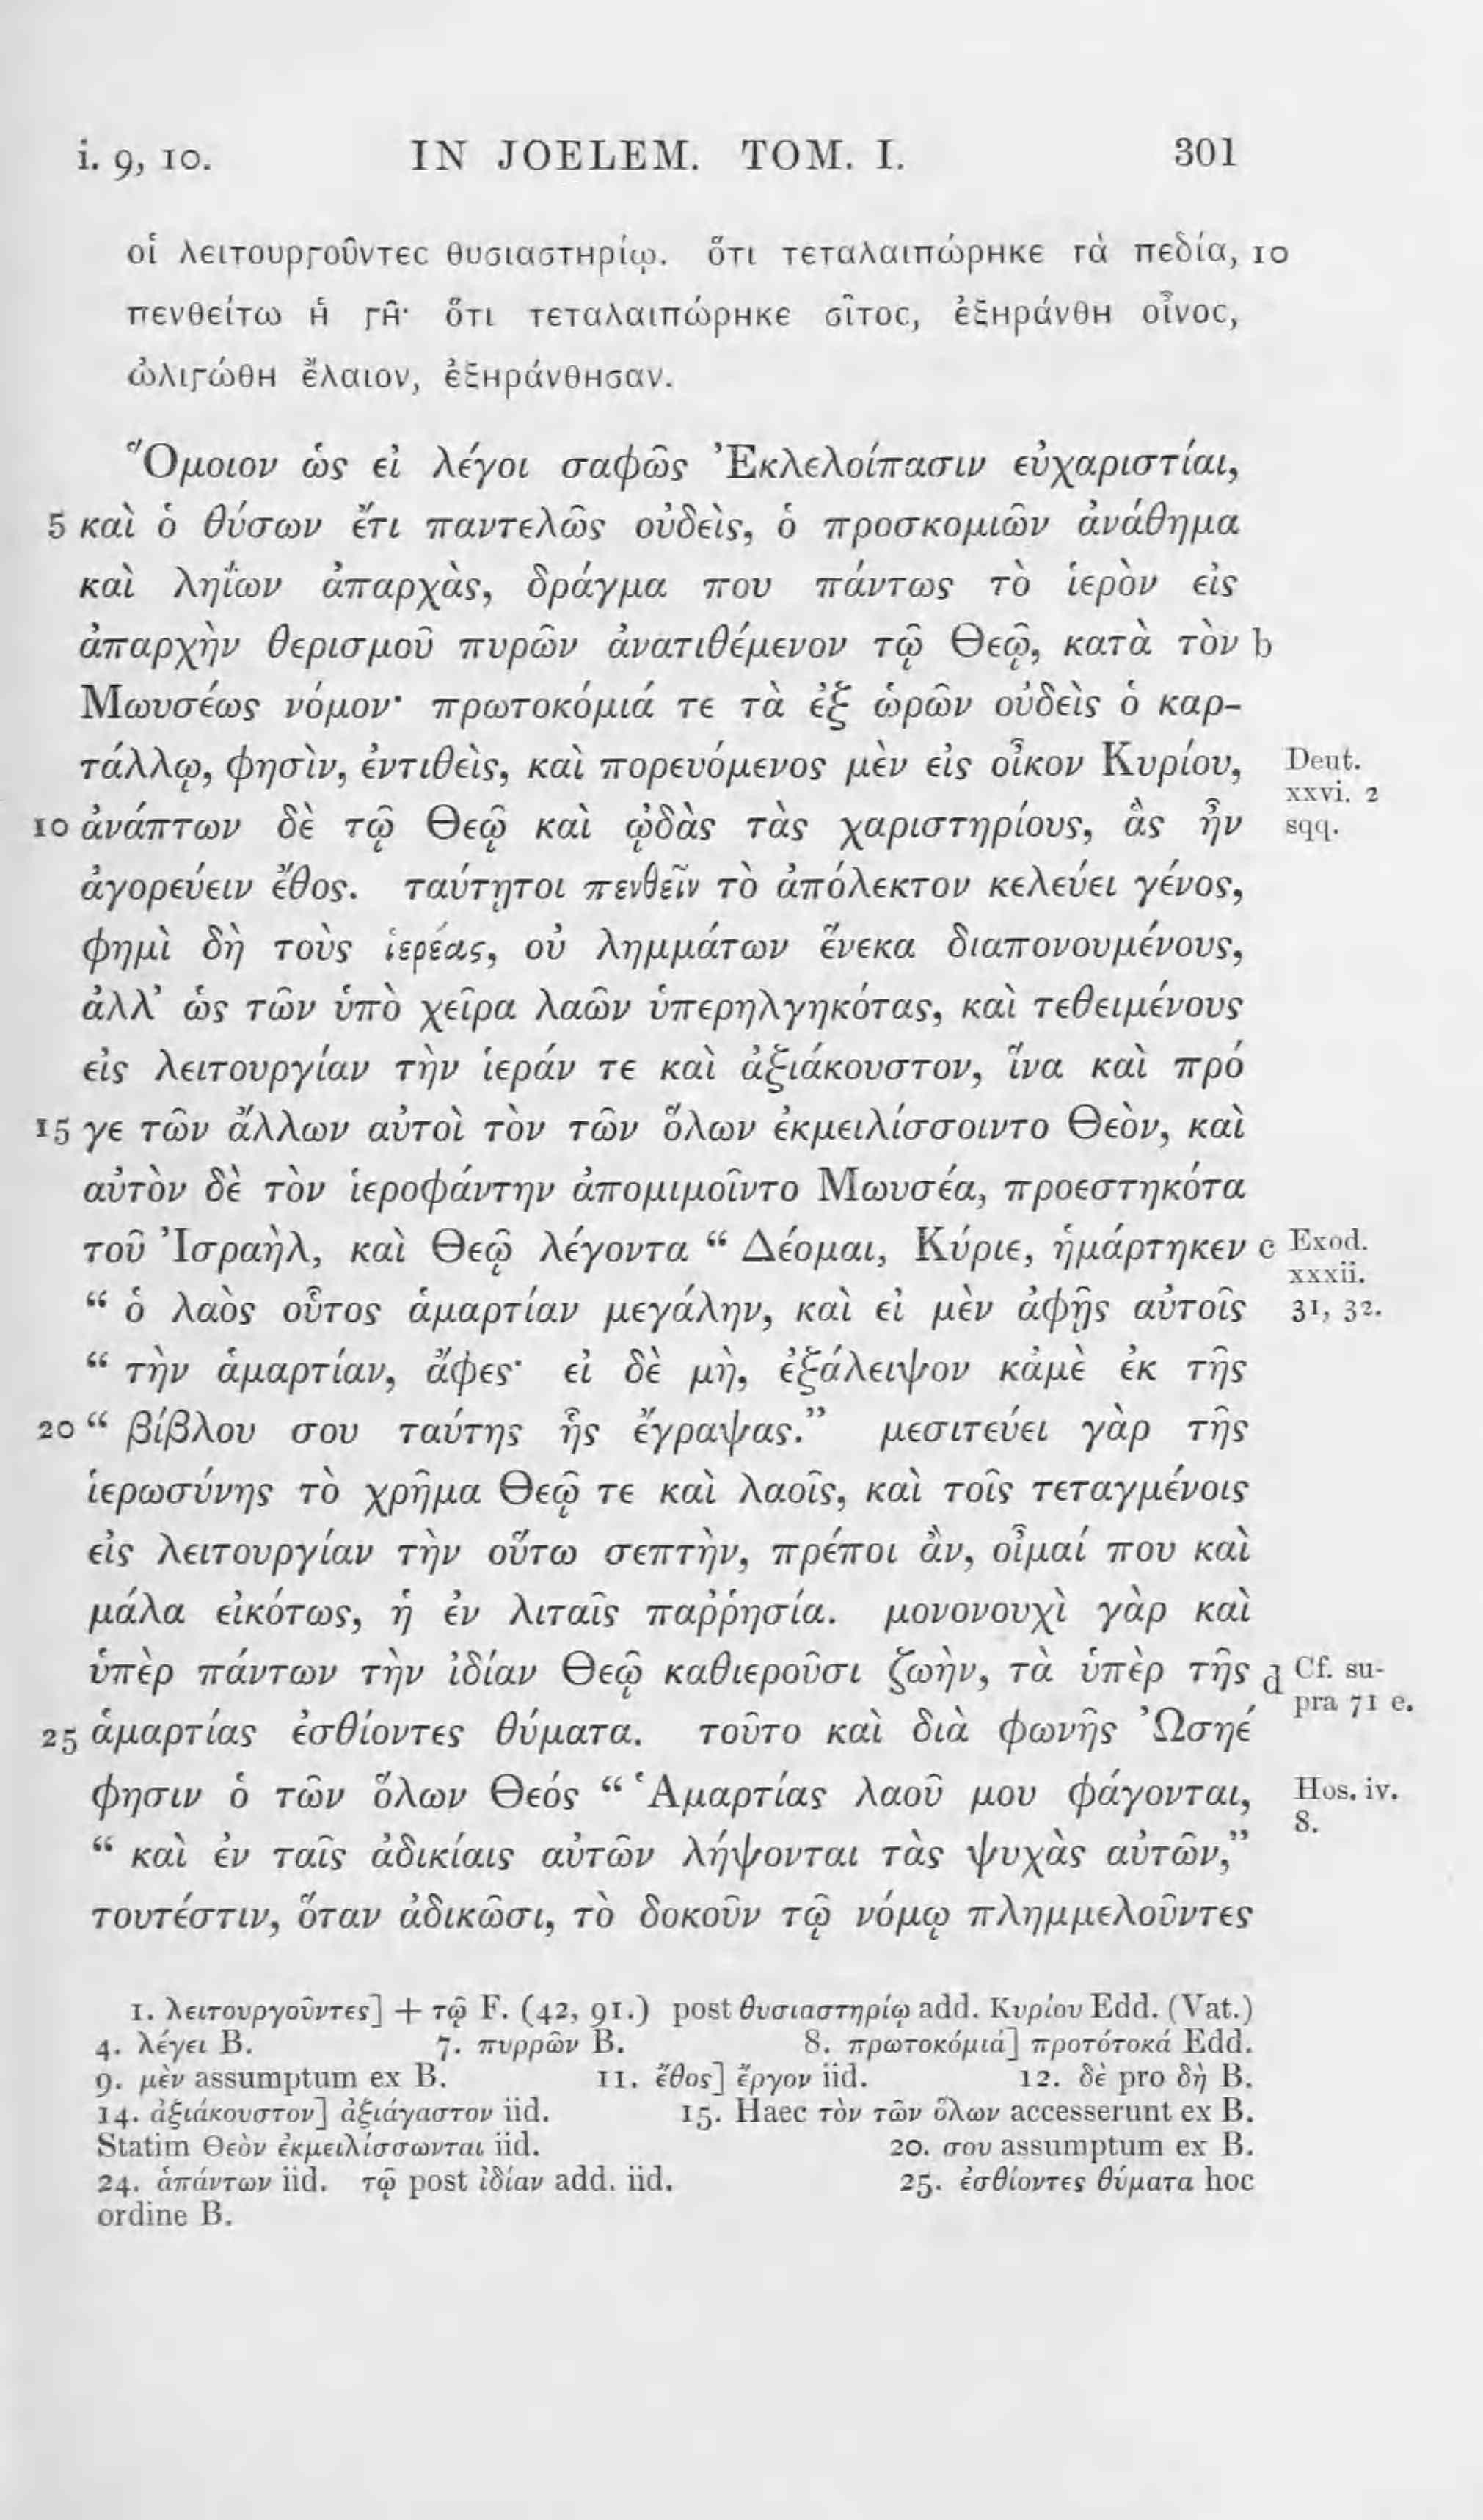 i. 9, 10. IN JOELEM. TOM. I. 301
οἱ λειτουργοῦντες θυσιαστηρίῳ. ὅτι τεταλαιπώρηκε τὰ πεδία, 10
πενθείτω ἡ γῆ· ὅτι τεταλαιπώρηκε σῖτος, ἐξηράνθη οἶνος,
ὠλιγώθη ἔλαιον, ἐξηράνθησαν.
Ὅμοιον ὡς εἰ λέγοι σαφῶς Ἐκλελοίπασιν εὐχαριστίαι,
5 καὶ ὁ θύσων ἔτι παντελῶς οὐδεὶς, ὁ προσκομιῶν ἀνάθημα
καὶ ληΐων ἀπαρχὰς, δράγμα που πάντως τὸ ἱερὸν εἰς
ἀπαρχὴν θερισμοῦ πυρῶν ἀνατιθέμενον τῷ Θεῷ, κατὰ τὸν b
Μωυσέως νόμον· πρωτοκόμιά τε τὰ ἐξ ὡρῶν οὐδεὶς ὁ καρ-
τάλλῳ, φησὶν, ἐντιθεὶς, καὶ πορευόμενος μὲν εἰς οἶκον Κυρίου, Deut.
xxvi. 2
10 ἀνάπτων δὲ τῷ Θεῷ καὶ ᾠδὰς τὰς χαριστηρίους, ἃς ἦν sqq.
ἀγορεύειν ἔθος. ταύτῃτοι πενθεῖν τὸ ἀπόλεκτον κελεύει γένος,
φημὶ δὴ τοὺς ἱερέας, οὐ λημμάτων ἕνεκα διαπονουμένους,
ἀλλ’ ὡς τῶν ὑπὸ χεῖρα λαῶν ὑπερηλγηκότας, καὶ τεθειμένους
εἰς λειτουργίαν τὴν ἱεράν τε καὶ ἀξιάκουστον, ἵνα καὶ πρό
15 γε τῶν ἄλλων αὐτοὶ τὸν τῶν ὅλων ἐκμειλίσσοιντο Θεὸν, καὶ
αὐτὸν δὲ τὸν ἱεροφάντην ἀπομιμοῖντο Μωυσέα, προεστηκότα
τοῦ Ἰσραὴλ, καὶ Θεῷ λέγοντα “ Δέομαι, Κύριε, ἡμάρτηκεν c Exod.
xxxii.
“ ὁ λαὸς οὗτος ἁμαρτίαν μεγάλην, καὶ εἰ μὲν ἀφῇς αὐτοῖς 31, 32.
“ τὴν ἁμαρτίαν, ἄφες· εἰ δὲ μὴ, ἐξάλειψον κἀμὲ ἐκ τῆς
20 “ βίβλου σου ταύτης ἧς ἔγραψας.” μεσιτεύει γὰρ τῆς
ἱερωσύνης τὸ χρῆμα Θεῷ τε καὶ λαοῖς, καὶ τοῖς τεταγμένοις
εἰς λειτουργίαν τὴν οὕτω σεπτὴν, πρέποι ἂν, οἶμαί που καὶ
μάλα εἰκότως, ἡ ἐν λιταῖς παῤῥησία. μονονουχὶ γὰρ καὶ
ὑπὲρ πάντων τὴν ἰδίαν Θεῷ καθιεροῦσι ζωὴν, τὰ ὑπὲρ τῆς d Cf. su-
pra 71 e.
25 ἁμαρτίας ἐσθίοντες θύματα. τοῦτο καὶ διὰ φωνῆς Ὠσηέ
φησιν ὁ τῶν ὅλων Θεός “ Ἁμαρτίας λαοῦ μου φάγονται, Hos. iv.
8.
“ καὶ ἐν ταῖς ἀδικίαις αὐτῶν λήψονται τὰς ψυχὰς αὐτῶν,”
τουτέστιν, ὅταν ἀδικῶσι, τὸ δοκοῦν τῷ νόμῳ πλημμελοῦντες
1. λειτουργοῦντες] + τῷ F. (42, 91.) post θυσιαστηρίῳ add. Κυρίου Edd. (Vat.)
4. λέγει B. 7. πυρρῶν B. 8. πρωτοκόμιά] προτότοκά Edd.
9. μὲν assumptum ex B. 11. ἔθος] ἔργον iid. 12. δὲ pro δὴ B.
14. ἀξιάκουστον] ἀξιάγαστον iid. 15. Haec τὸν τῶν ὅλων accesserunt ex B.
Statim Θεὸν ἐκμειλίσσωνται iid. 20. σου assumptum ex B.
24. ἁπάντων iid. τῷ post ἰδίαν add. iid. 25. ἐσθίοντες θύματα hoc
ordine B.